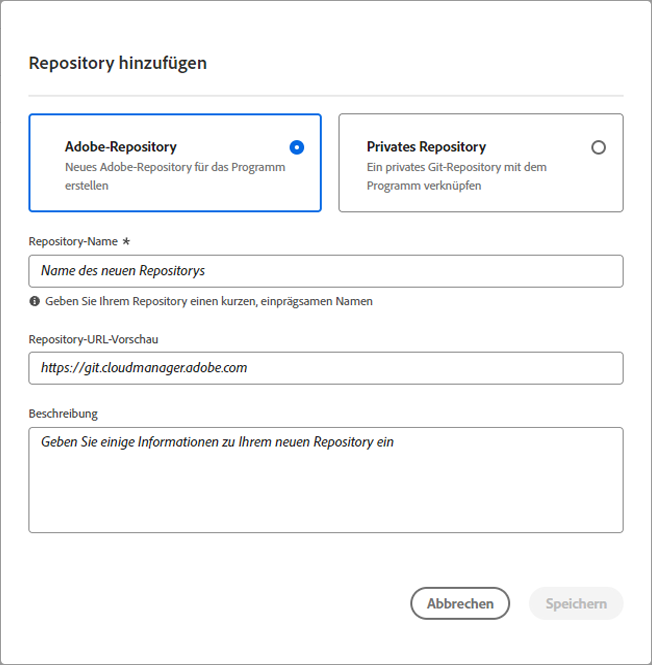 Repository hinzufügen
Adobe-Repository
Neues Adobe-Repository für das Programm
erstellen
Privates Repository
Ein privates Git-Repository mit dem
Programm verknüpfen
Repository-Name *
Name des neuen Repositorys
Geben Sie Ihrem Repository einen kurzen, einprägsamen Namen
Repository-URL-Vorschau
https://git.cloudmanager.adobe.com
Beschreibung
Geben Sie einige Informationen zu Ihrem neuen Repository ein
Abbrechen
Speichern